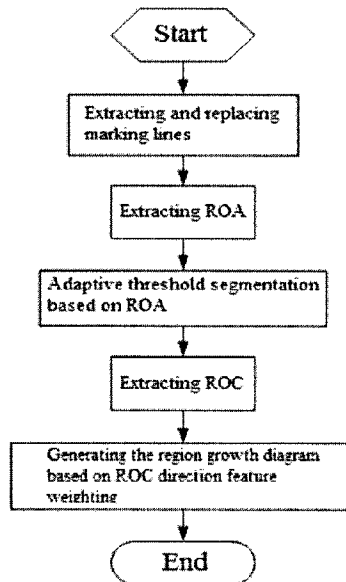 Start
Extracting and replacing
marking lines
Extracting ROA
Adaptive threshold segmentation
based on ROA
Extracting ROC
Generating the region growth diagram
based on ROC direction feature
weighting
End